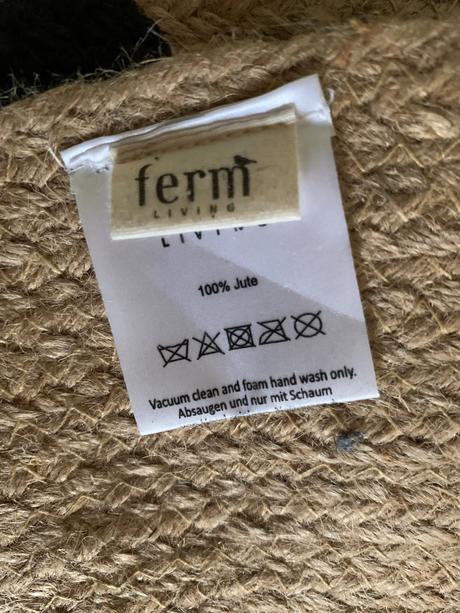 ferm
LIVING
LIVING
100% Jute
Vacuum clean and foam hand wash only.
Absaugen und nur mit Schaum